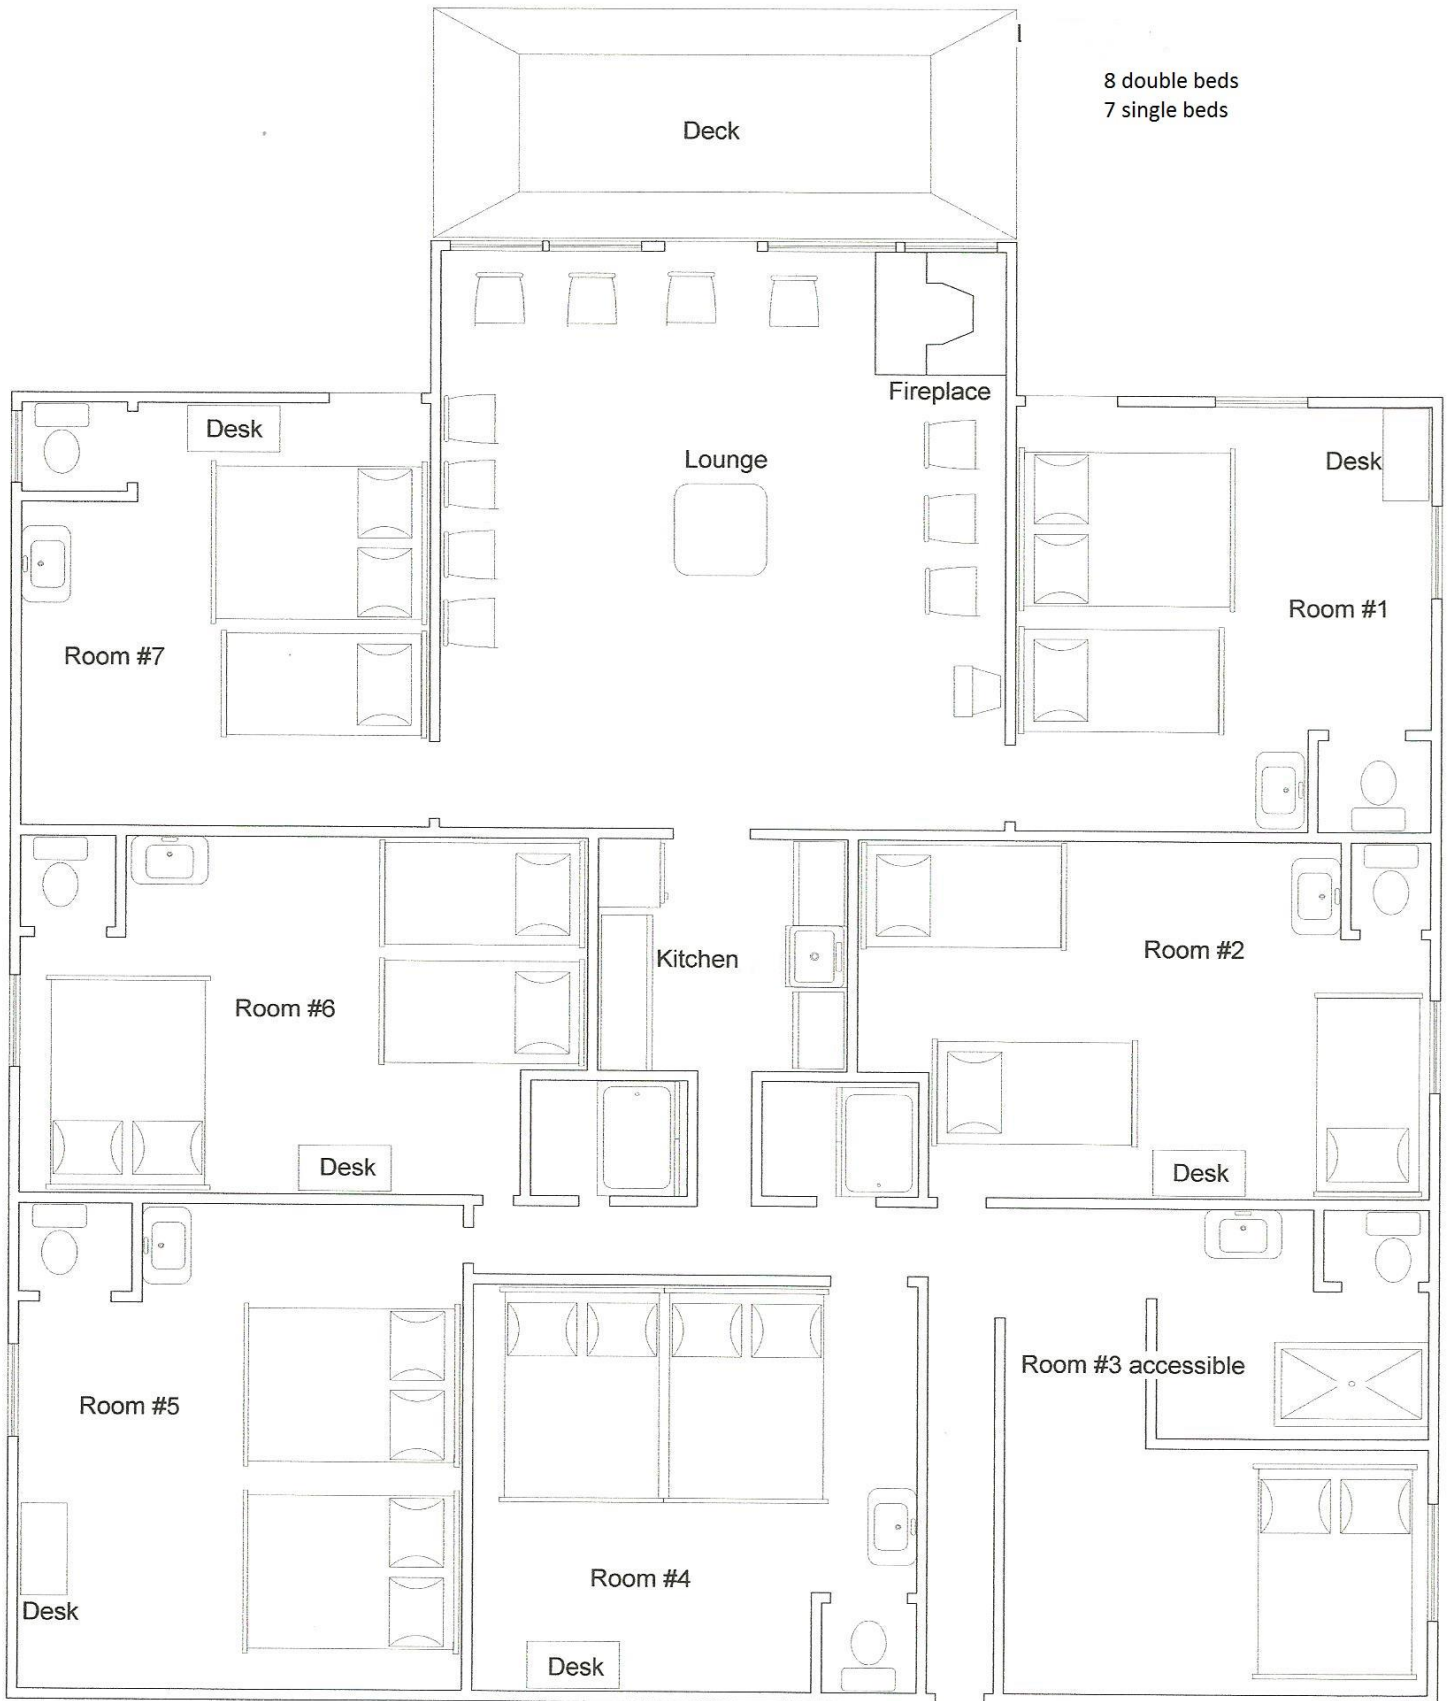 8 double beds
7 single beds
Deck
Fireplace
Desk
Lounge
Desk
Room #1
Room #7
Kitchen
Room #2
Room #6
Desk
Desk
Room #3 accessible
Room #5
Room #4
Desk
Desk